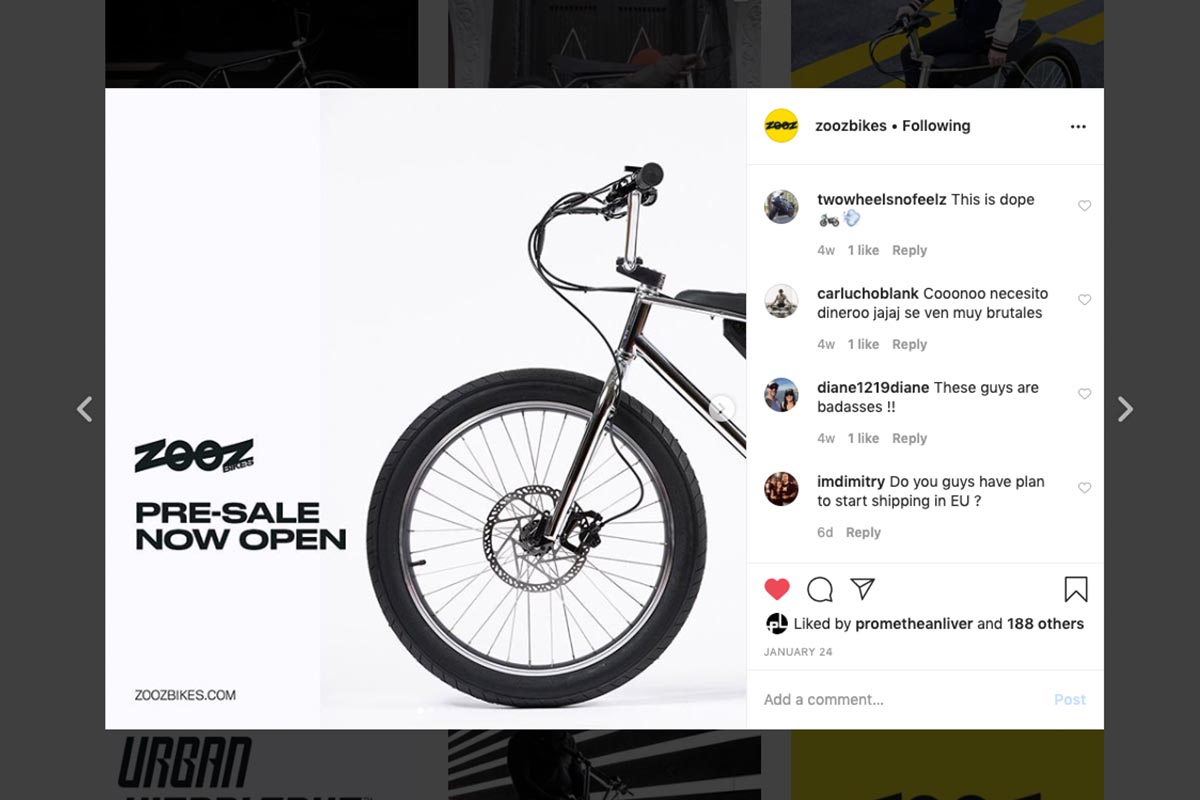 ZOOZ
BIKES
PRE-SALE
NOW OPEN
ZOOZBIKES.COM
ZOOZ
zoozbikes • Following
twowheelsnofeelz This is dope
🏍️💨
4w 1 like Reply
carluchoblank Cooonoo necesito
dineroo jajaj se ven muy brutales
4w 1 like Reply
diane1219diane These guys are
badasses !!
4w 1 like Reply
imdimitry Do you guys have plan
to start shipping in EU ?
6d Reply
PL
Liked by prometheanliver and 188 others
JANUARY 24
Add a comment... Post
URBAN